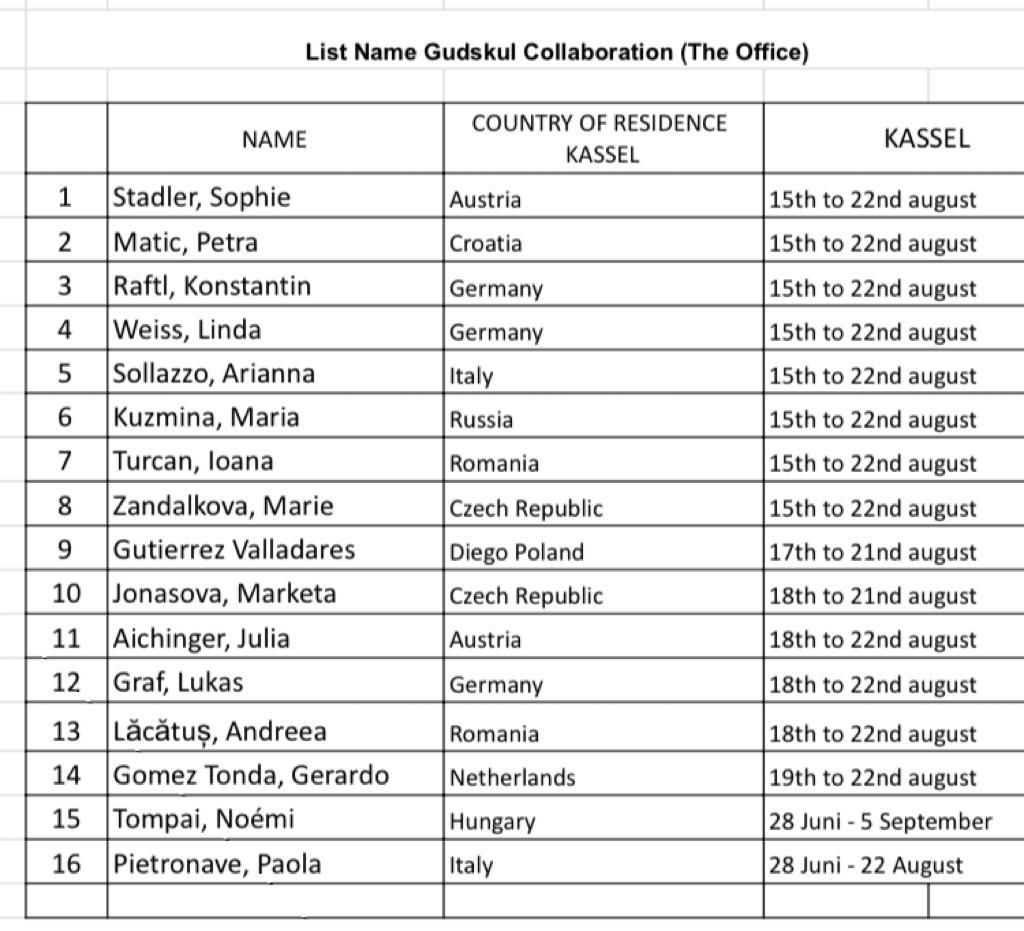 List Name Gudskul Collaboration (The Office)
NAME COUNTRY OF RESIDENCE KASSEL KASSEL
1 Stadler, Sophie Austria 15th to 22nd august
2 Matic, Petra Croatia 15th to 22nd august
3 Raftl, Konstantin Germany 15th to 22nd august
4 Weiss, Linda Germany 15th to 22nd august
5 Sollazzo, Arianna Italy 15th to 22nd august
6 Kuzmina, Maria Russia 15th to 22nd august
7 Turcan, Ioana Romania 15th to 22nd august
8 Zandalkova, Marie Czech Republic 15th to 22nd august
9 Gutierrez Valladares Diego Poland 17th to 21nd august
10 Jonasova, Marketa Czech Republic 18th to 21nd august
11 Aichinger, Julia Austria 18th to 22nd august
12 Graf, Lukas Germany 18th to 22nd august
13 Lăcătuș, Andreea Romania 18th to 22nd august
14 Gomez Tonda, Gerardo Netherlands 19th to 22nd august
15 Tompai, Noémi Hungary 28 Juni - 5 September
16 Pietronave, Paola Italy 28 Juni - 22 August